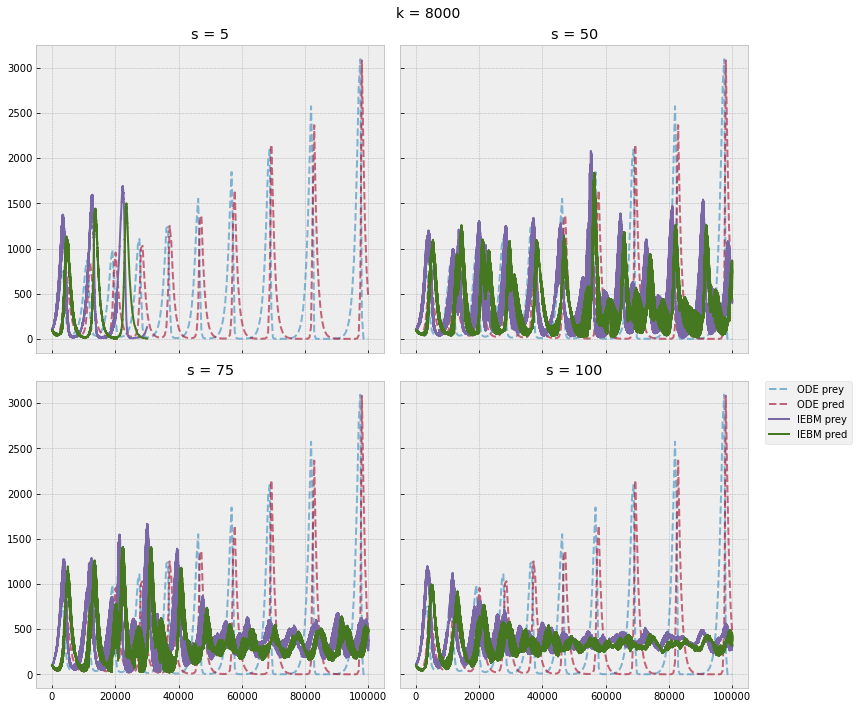 k = 8000
s = 5
s = 50
3000
2500
2000
1500
1000
500
0
s = 75
s = 100
3000
2500
2000
1500
1000
500
0
ODE prey
ODE pred
IEBM prey
IEBM pred
0 20000 40000 60000 80000 100000
0 20000 40000 60000 80000 100000